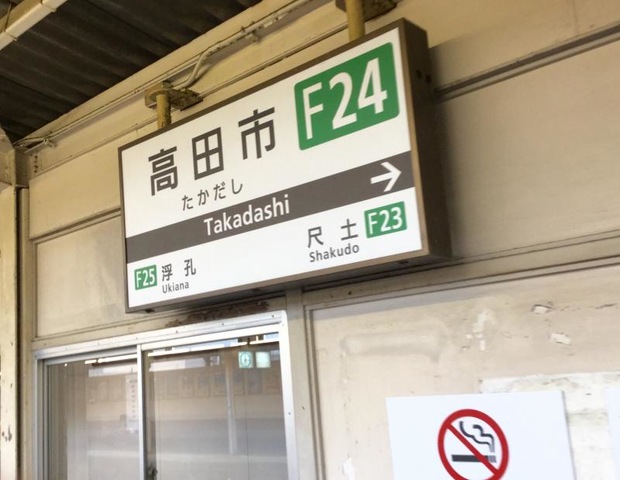 高田市 F24
たかだし
Takadashi
F25 浮孔
Ukiana
尺土 F23
Shakudo